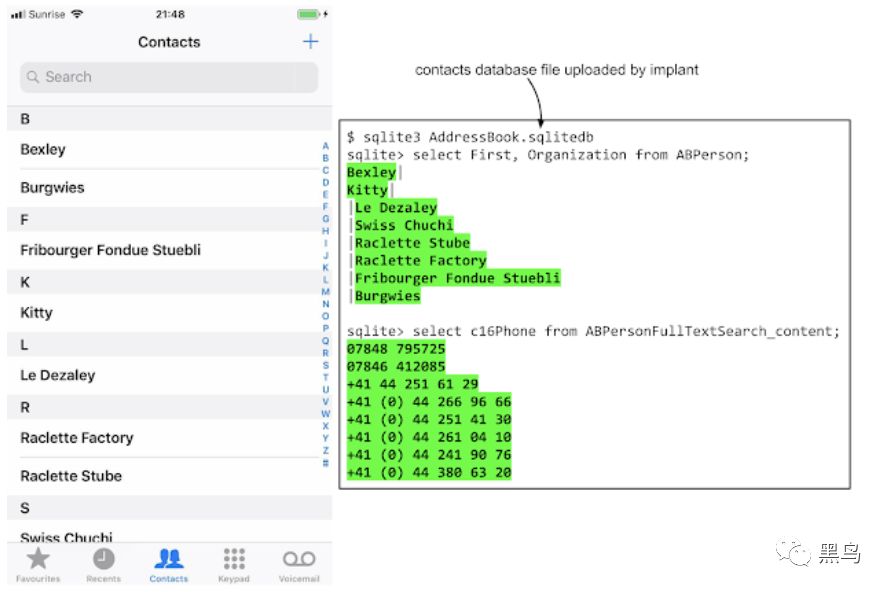 Sunrise
21:48
Contacts
+
Search
B
Bexley
Burgwies
F
Fribourger Fondue Stuebli
K
Kitty
L
Le Dezaley
R
Raclette Factory
Raclette Stube
S
Swiss Chuchi
A
B
C
D
E
F
G
H
I
J
K
L
M
N
O
P
Q
R
S
T
U
V
W
X
Y
Z
#
Favourites Recents Contacts Keypad Voicemail
contacts database file uploaded by implant
$ sqlite3 AddressBook.sqlitedb
sqlite> select First, Organization from ABPerson;
Bexley|
Kitty|
|Le Dezaley
|Swiss Chuchi
|Raclette Stube
|Raclette Factory
|Fribourger Fondue Stuebli
|Burgwies
sqlite> select c16Phone from ABPersonFullTextSearch_content;
07848 795725
07846 412085
+41 44 251 61 29
+41 (0) 44 266 96 66
+41 (0) 44 251 41 30
+41 (0) 44 261 04 10
+41 (0) 44 241 90 76
+41 (0) 44 380 63 20
黑鸟